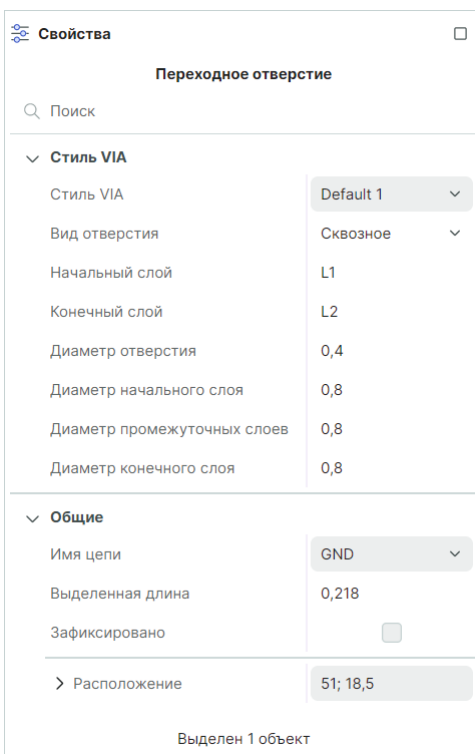 Свойства
Переходное отверстие
Поиск
Стиль VIA
Стиль VIA Default 1
Вид отверстия Сквозное
Начальный слой L1
Конечный слой L2
Диаметр отверстия 0,4
Диаметр начального слоя 0,8
Диаметр промежуточных слоев 0,8
Диаметр конечного слоя 0,8
Общие
Имя цепи GND
Выделенная длина 0,218
Зафиксировано
Расположение 51; 18,5
Выделен 1 объект